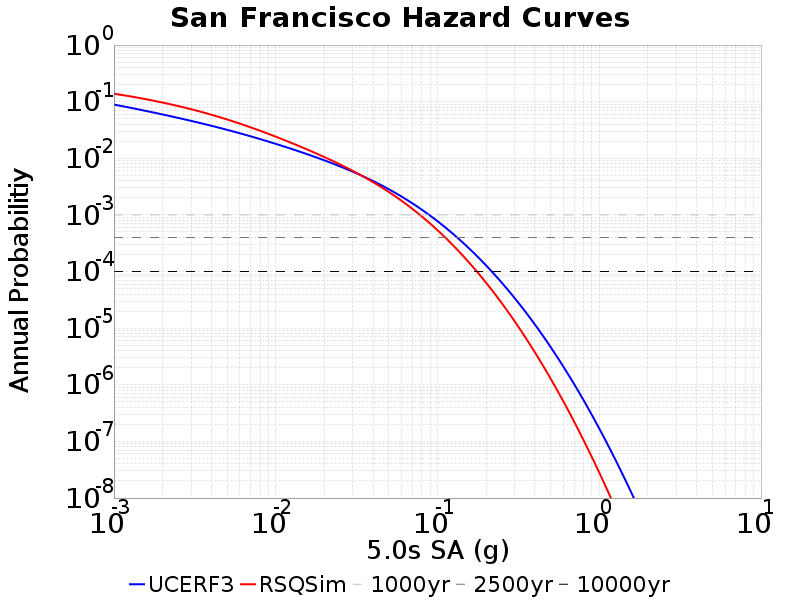 San Francisco Hazard Curves
10^0
10^-1
10^-2
10^-3
10^-4
10^-5
10^-6
10^-7
10^-8
Annual Probabilitiy
10^-3 10^-2 10^-1 10^0 10^1
5.0s SA (g)
UCERF3 RSQSim 1000yr 2500yr 10000yr